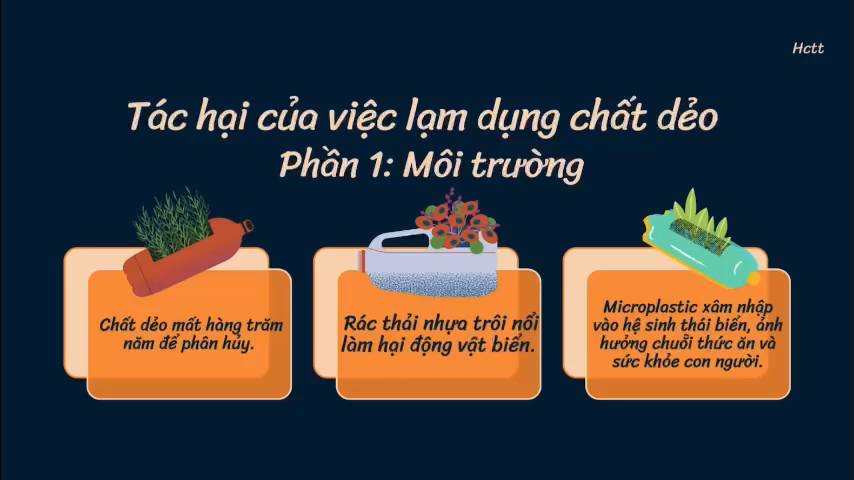 Hctt
Tác hại của việc lạm dụng chất dẻo
Phần 1: Môi trường
Chất dẻo mất hàng trăm
năm để phân hủy.
Rác thải nhựa trôi nổi
làm hại động vật biển.
Microplastic xâm nhập
vào hệ sinh thái biển, ảnh
hưởng chuỗi thức ăn và
sức khỏe con người.